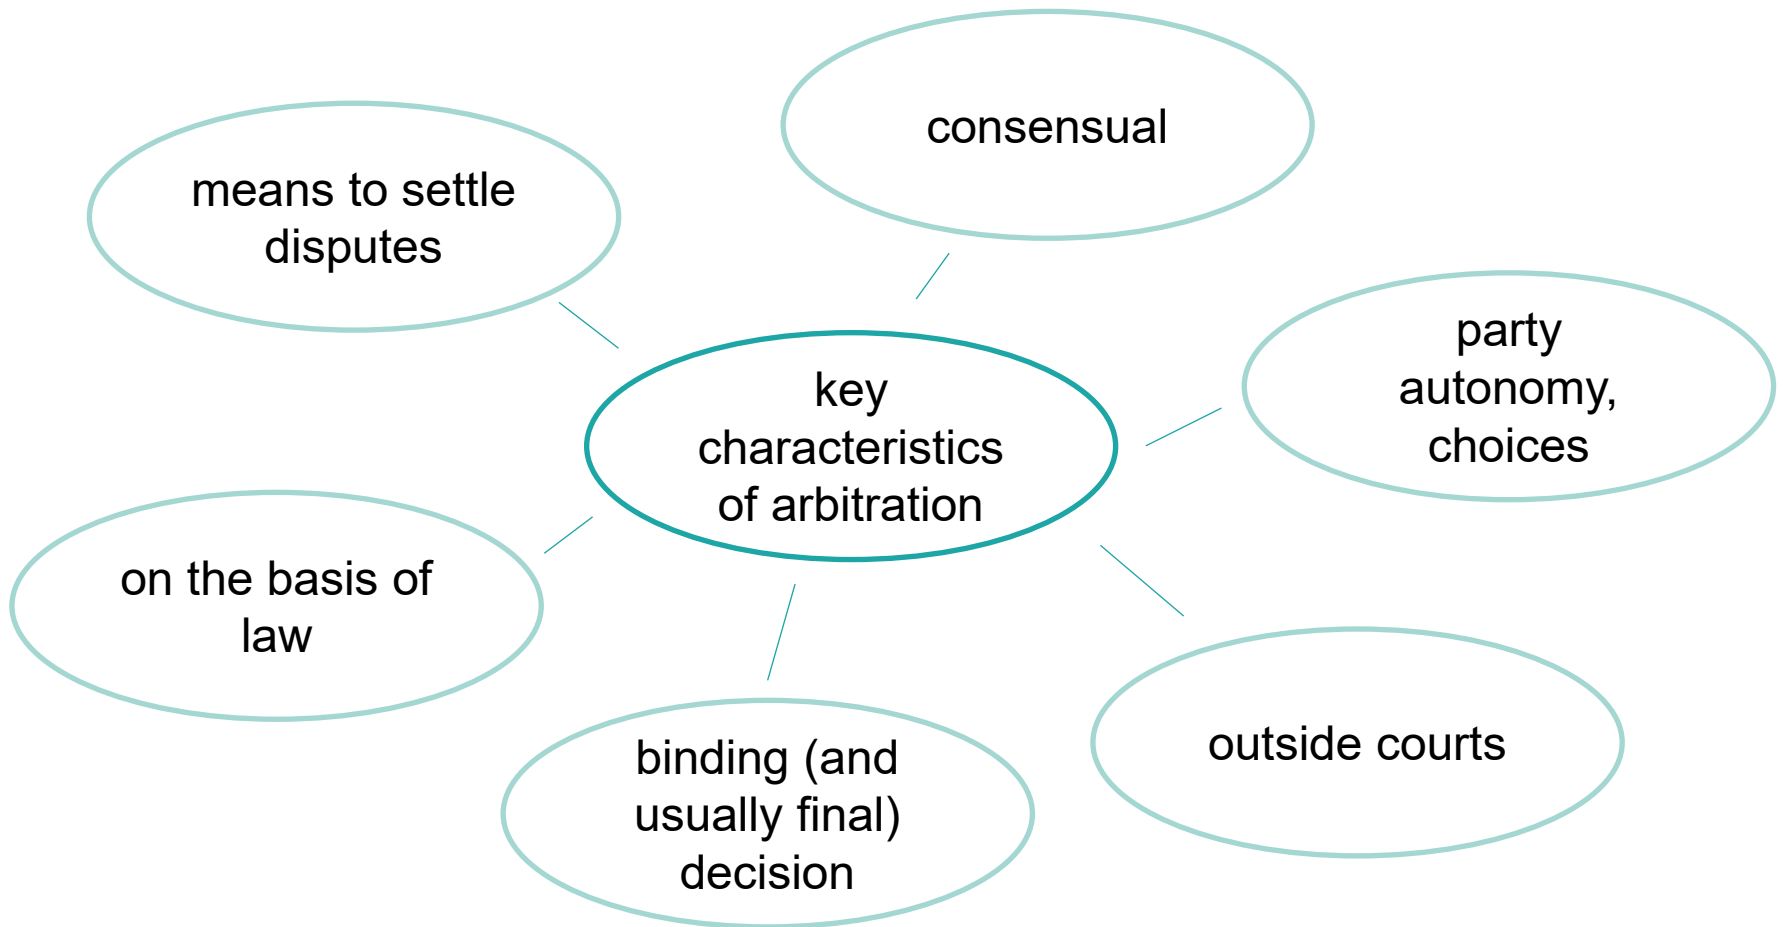 consensual
means to settle
disputes
party
autonomy,
choices
key
characteristics
of arbitration
on the basis of
law
outside courts
binding (and
usually final)
decision